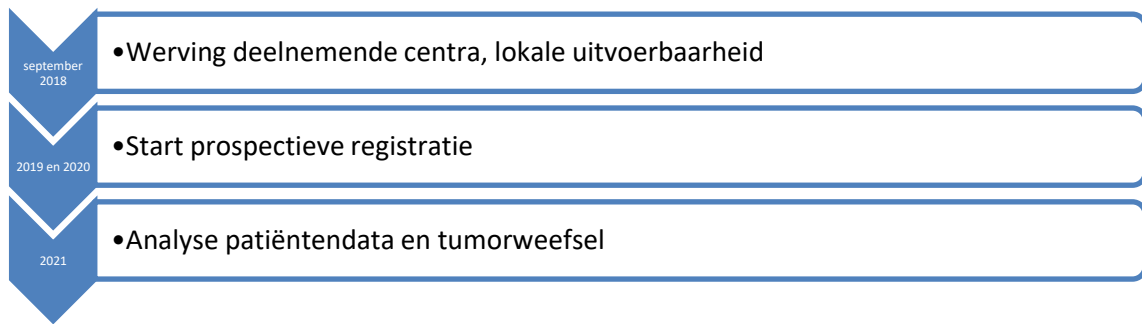 september
2018
•Werving deelnemende centra, lokale uitvoerbaarheid
2019 en 2020
•Start prospectieve registratie
2021
•Analyse patiëntendata en tumorweefsel